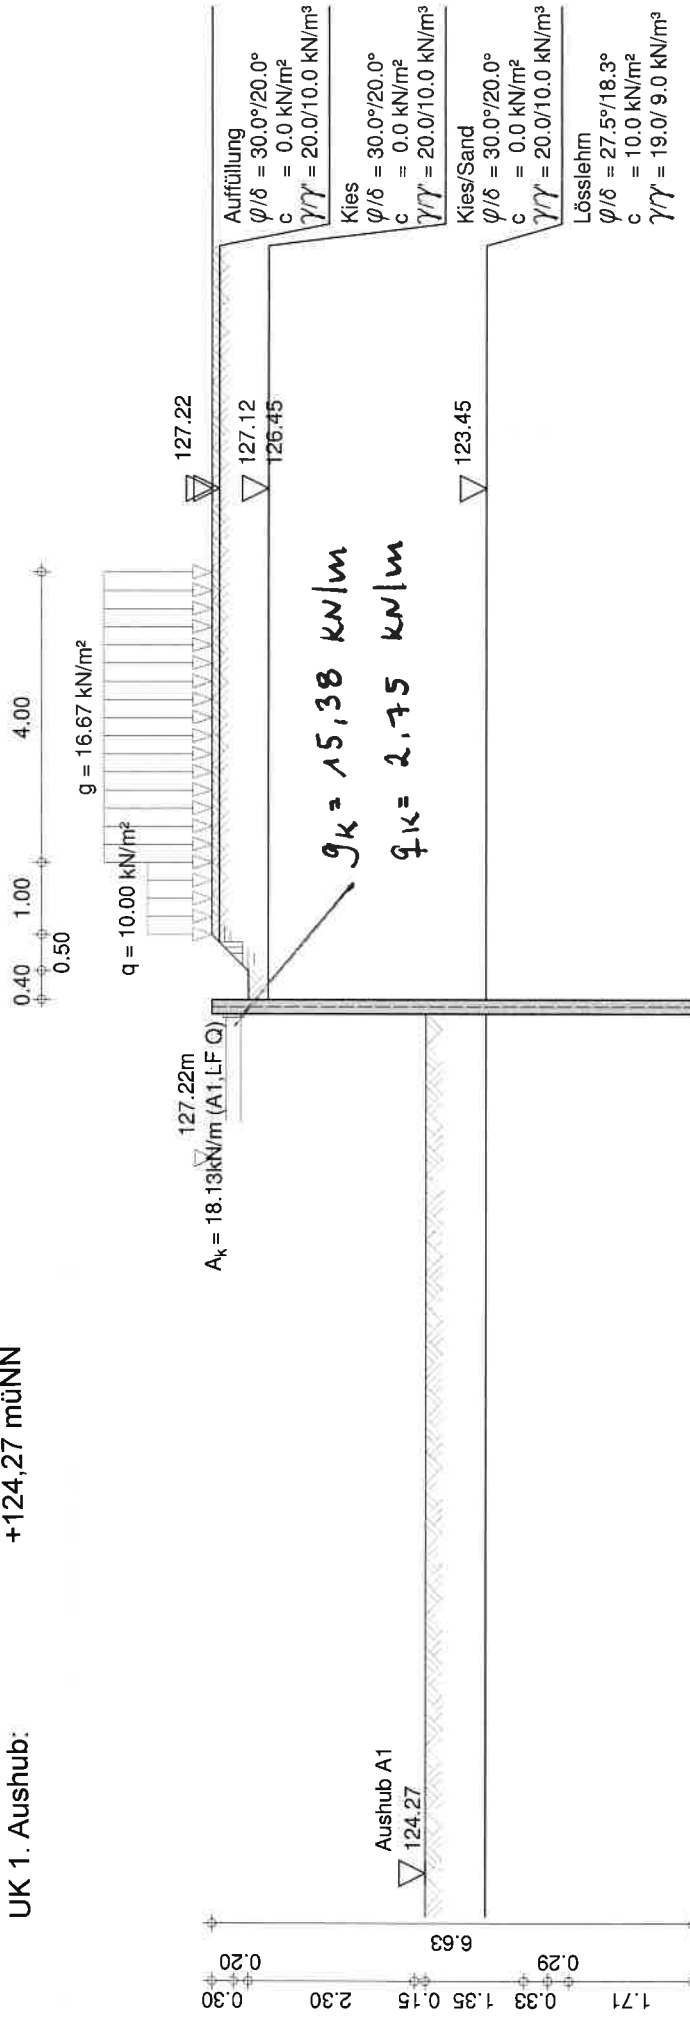 UK 1. Aushub: +124,27 müNN
0.40 1.00 4.00
0.50
g = 16.67 kN/m²
q = 10.00 kN/m²
127.22
127.22m
A_k = 18.13kN/m (A1,LF Q)
127.12
126.45
g_K = 15,38 kN/m
q_K = 2.75 kN/m
123.45
Aushub A1
124.27
Auffüllung
φ/δ = 30.0°/20.0°
c = 0.0 kN/m²
γ/γ' = 20.0/10.0 kN/m³
Kies
φ/δ = 30.0°/20.0°
c = 0.0 kN/m²
γ/γ' = 20.0/10.0 kN/m³
Kies/Sand
φ/δ = 30.0°/20.0°
c = 0.0 kN/m²
γ/γ' = 20.0/10.0 kN/m³
Lösslehm
φ/δ = 27.5°/18.3°
c = 10.0 kN/m²
γ/γ' = 19.0/ 9.0 kN/m³
6.63
0.30
0.20
2.30
0.15
1.35
0.33
0.29
1.71